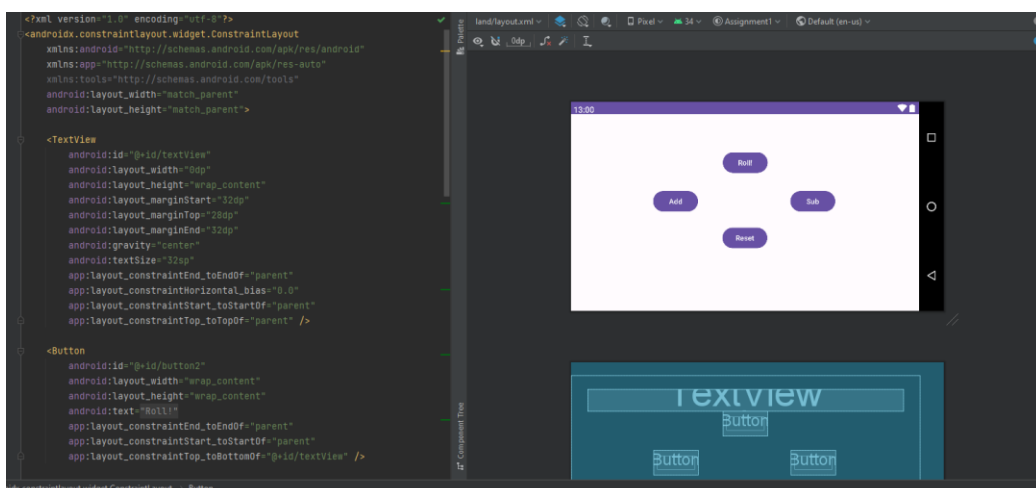 <?xml version="1.0" encoding="utf-8"?>
<androidx.constraintlayout.widget.ConstraintLayout
xmlns:android="http://schemas.android.com/apk/res/android"
xmlns:app="http://schemas.android.com/apk/res-auto"
xmlns:tools="http://schemas.android.com/tools"
android:layout_width="match_parent"
android:layout_height="match_parent">
<TextView
android:id="@+id/textView"
android:layout_width="0dp"
android:layout_height="wrap_content"
android:layout_marginStart="32dp"
android:layout_marginTop="28dp"
android:layout_marginEnd="32dp"
android:gravity="center"
android:textSize="32sp"
app:layout_constraintEnd_toEndOf="parent"
app:layout_constraintHorizontal_bias="0.0"
app:layout_constraintStart_toStartOf="parent"
app:layout_constraintTop_toTopOf="parent" />
<Button
android:id="@+id/button2"
android:layout_width="wrap_content"
android:layout_height="wrap_content"
android:text="Roll!"
app:layout_constraintEnd_toEndOf="parent"
app:layout_constraintStart_toStartOf="parent"
app:layout_constraintTop_toBottomOf="@+id/textView" />
Palette
Component Tree
land/layout.xml Pixel 34 Assignment1 Default (en-us)
0dp
13:00
Roll!
Add Sub
Reset
TextView
Button
Button Button